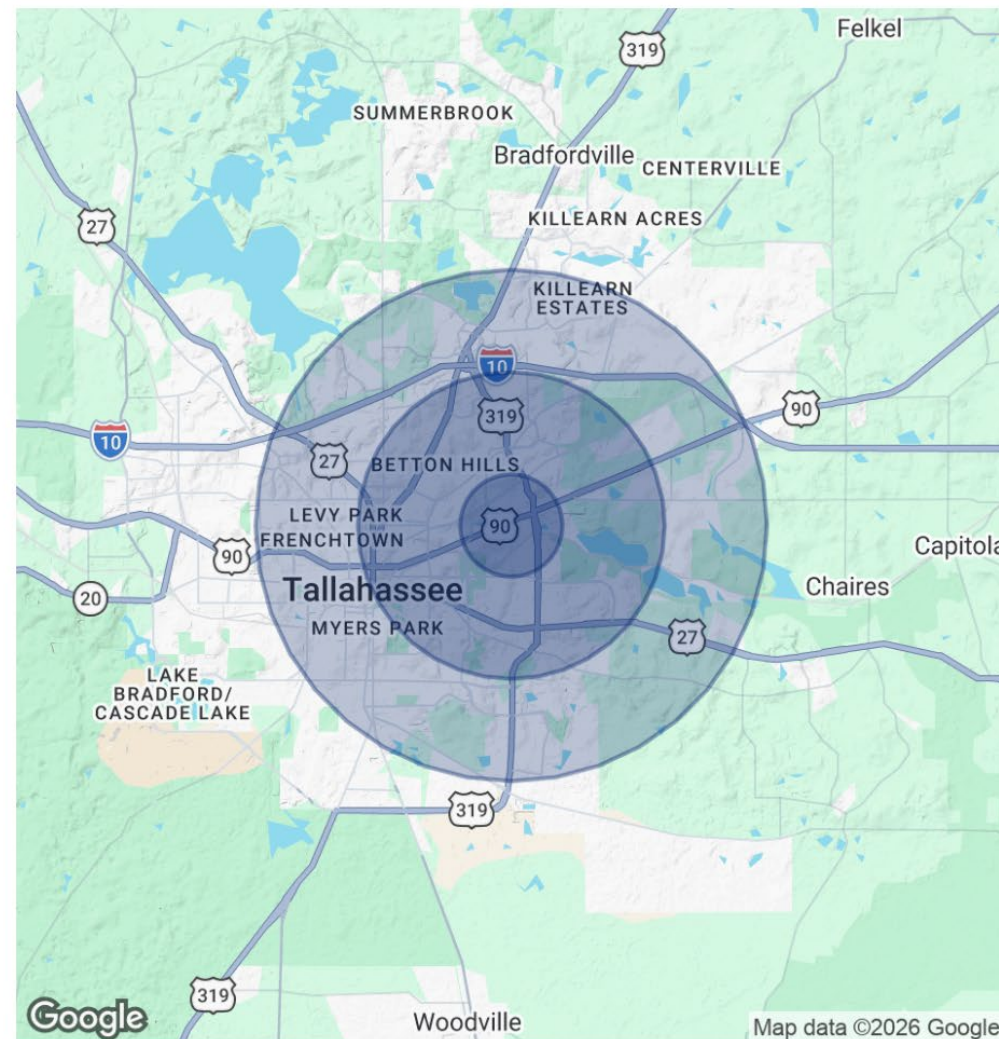 Felkel
319
SUMMERBROOK
Bradfordville
CENTERVILLE
27
KILLEARN ACRES
KILLEARN
ESTATES
10
319
90
10
27
BETTON HILLS
LEVY PARK
90
FRENCHTOWN
90
Capitola
20
Tallahassee
Chaires
MYERS PARK
27
LAKE
BRADFORD/
CASCADE LAKE
319
319
Google
Woodville
Map data ©2026 Google